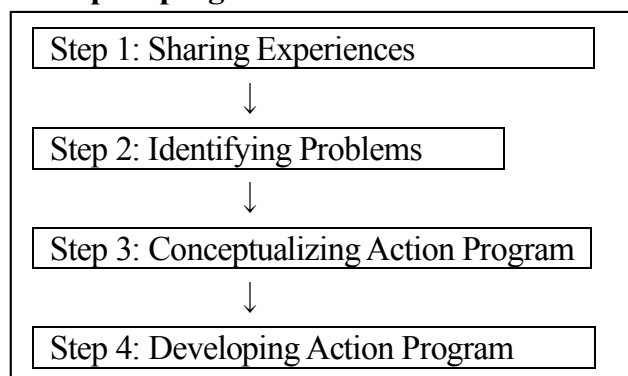 Step 1: Sharing Experiences
↓
Step 2: Identifying Problems
↓
Step 3: Conceptualizing Action Program
↓
Step 4: Developing Action Program